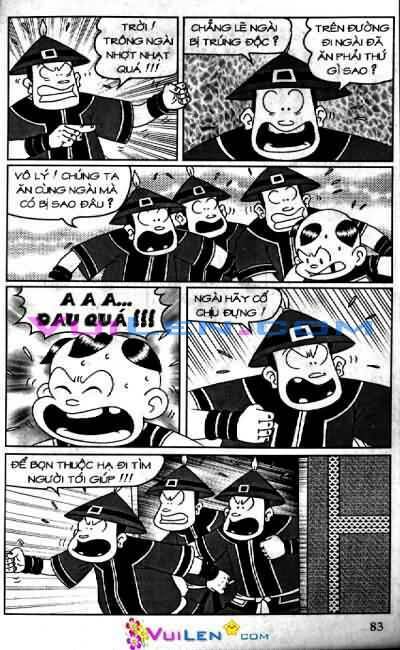 TRỜI !
TRÔNG NGÀI
NHỢT NHẠT
QUÁ !!!
CHẲNG LẼ NGÀI
BỊ TRÚNG ĐỘC ?
TRÊN ĐƯỜNG
ĐI NGÀI ĐÃ
ĂN PHẢI THỨ
GÌ SAO ?
VÔ LÝ ! CHÚNG TA
ĂN CÙNG NGÀI MÀ
CÓ BỊ SAO ĐÂU ?
A A A...
ĐAU QUÁ !!!
NGÀI HÃY CỐ
CHỊU ĐỰNG !
VUILEN.COM
ĐỂ BỌN THUỘC HẠ ĐI TÌM
NGƯỜI TỚI GIÚP !!!
83
VUILEN.COM